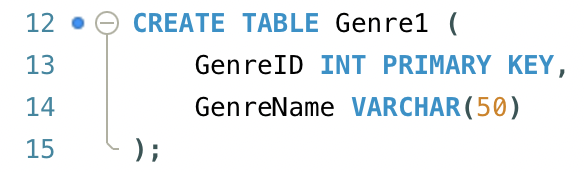 12 CREATE TABLE Genre1 (
13 GenreID INT PRIMARY KEY,
14 GenreName VARCHAR(50)
15 );